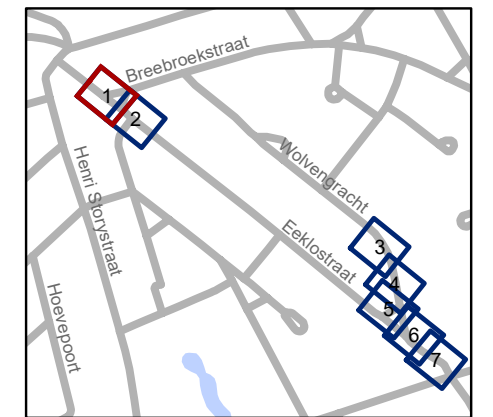 Breebroekstraat
1
2
Wolvengracht
Henri Storystraat
Eeklostraat
3
4
5
6
7
Hoevepoort